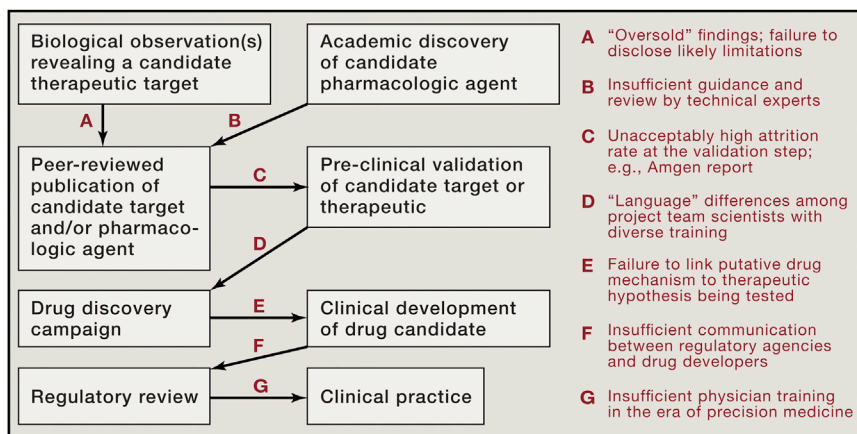 Biological observation(s)
revealing a candidate
therapeutic target
Academic discovery
of candidate
pharmacologic agent
A
B
Peer-reviewed
publication of
candidate target
and/or pharmaco-
logic agent
C
Pre-clinical validation
of candidate target or
therapeutic
D
Drug discovery
campaign
E
Clinical development
of drug candidate
F
Regulatory review
G
Clinical practice
A “Oversold” findings; failure to
disclose likely limitations
B Insufficient guidance and
review by technical experts
C Unacceptably high attrition
rate at the validation step;
e.g., Amgen report
D “Language” differences among
project team scientists with
diverse training
E Failure to link putative drug
mechanism to therapeutic
hypothesis being tested
F Insufficient communication
between regulatory agencies
and drug developers
G Insufficient physician training
in the era of precision medicine